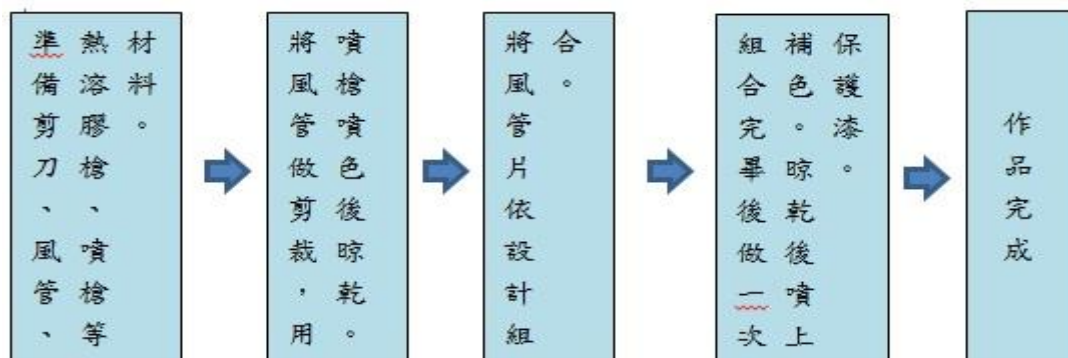 準備剪刀、風管、
熱溶膠槍、噴槍等
材料。
將風管做剪裁，用
噴槍噴色後晾乾。
將風管片依設計組
合。
組合完畢後做一次
補色。晾乾後噴上
保護漆。
作品完成